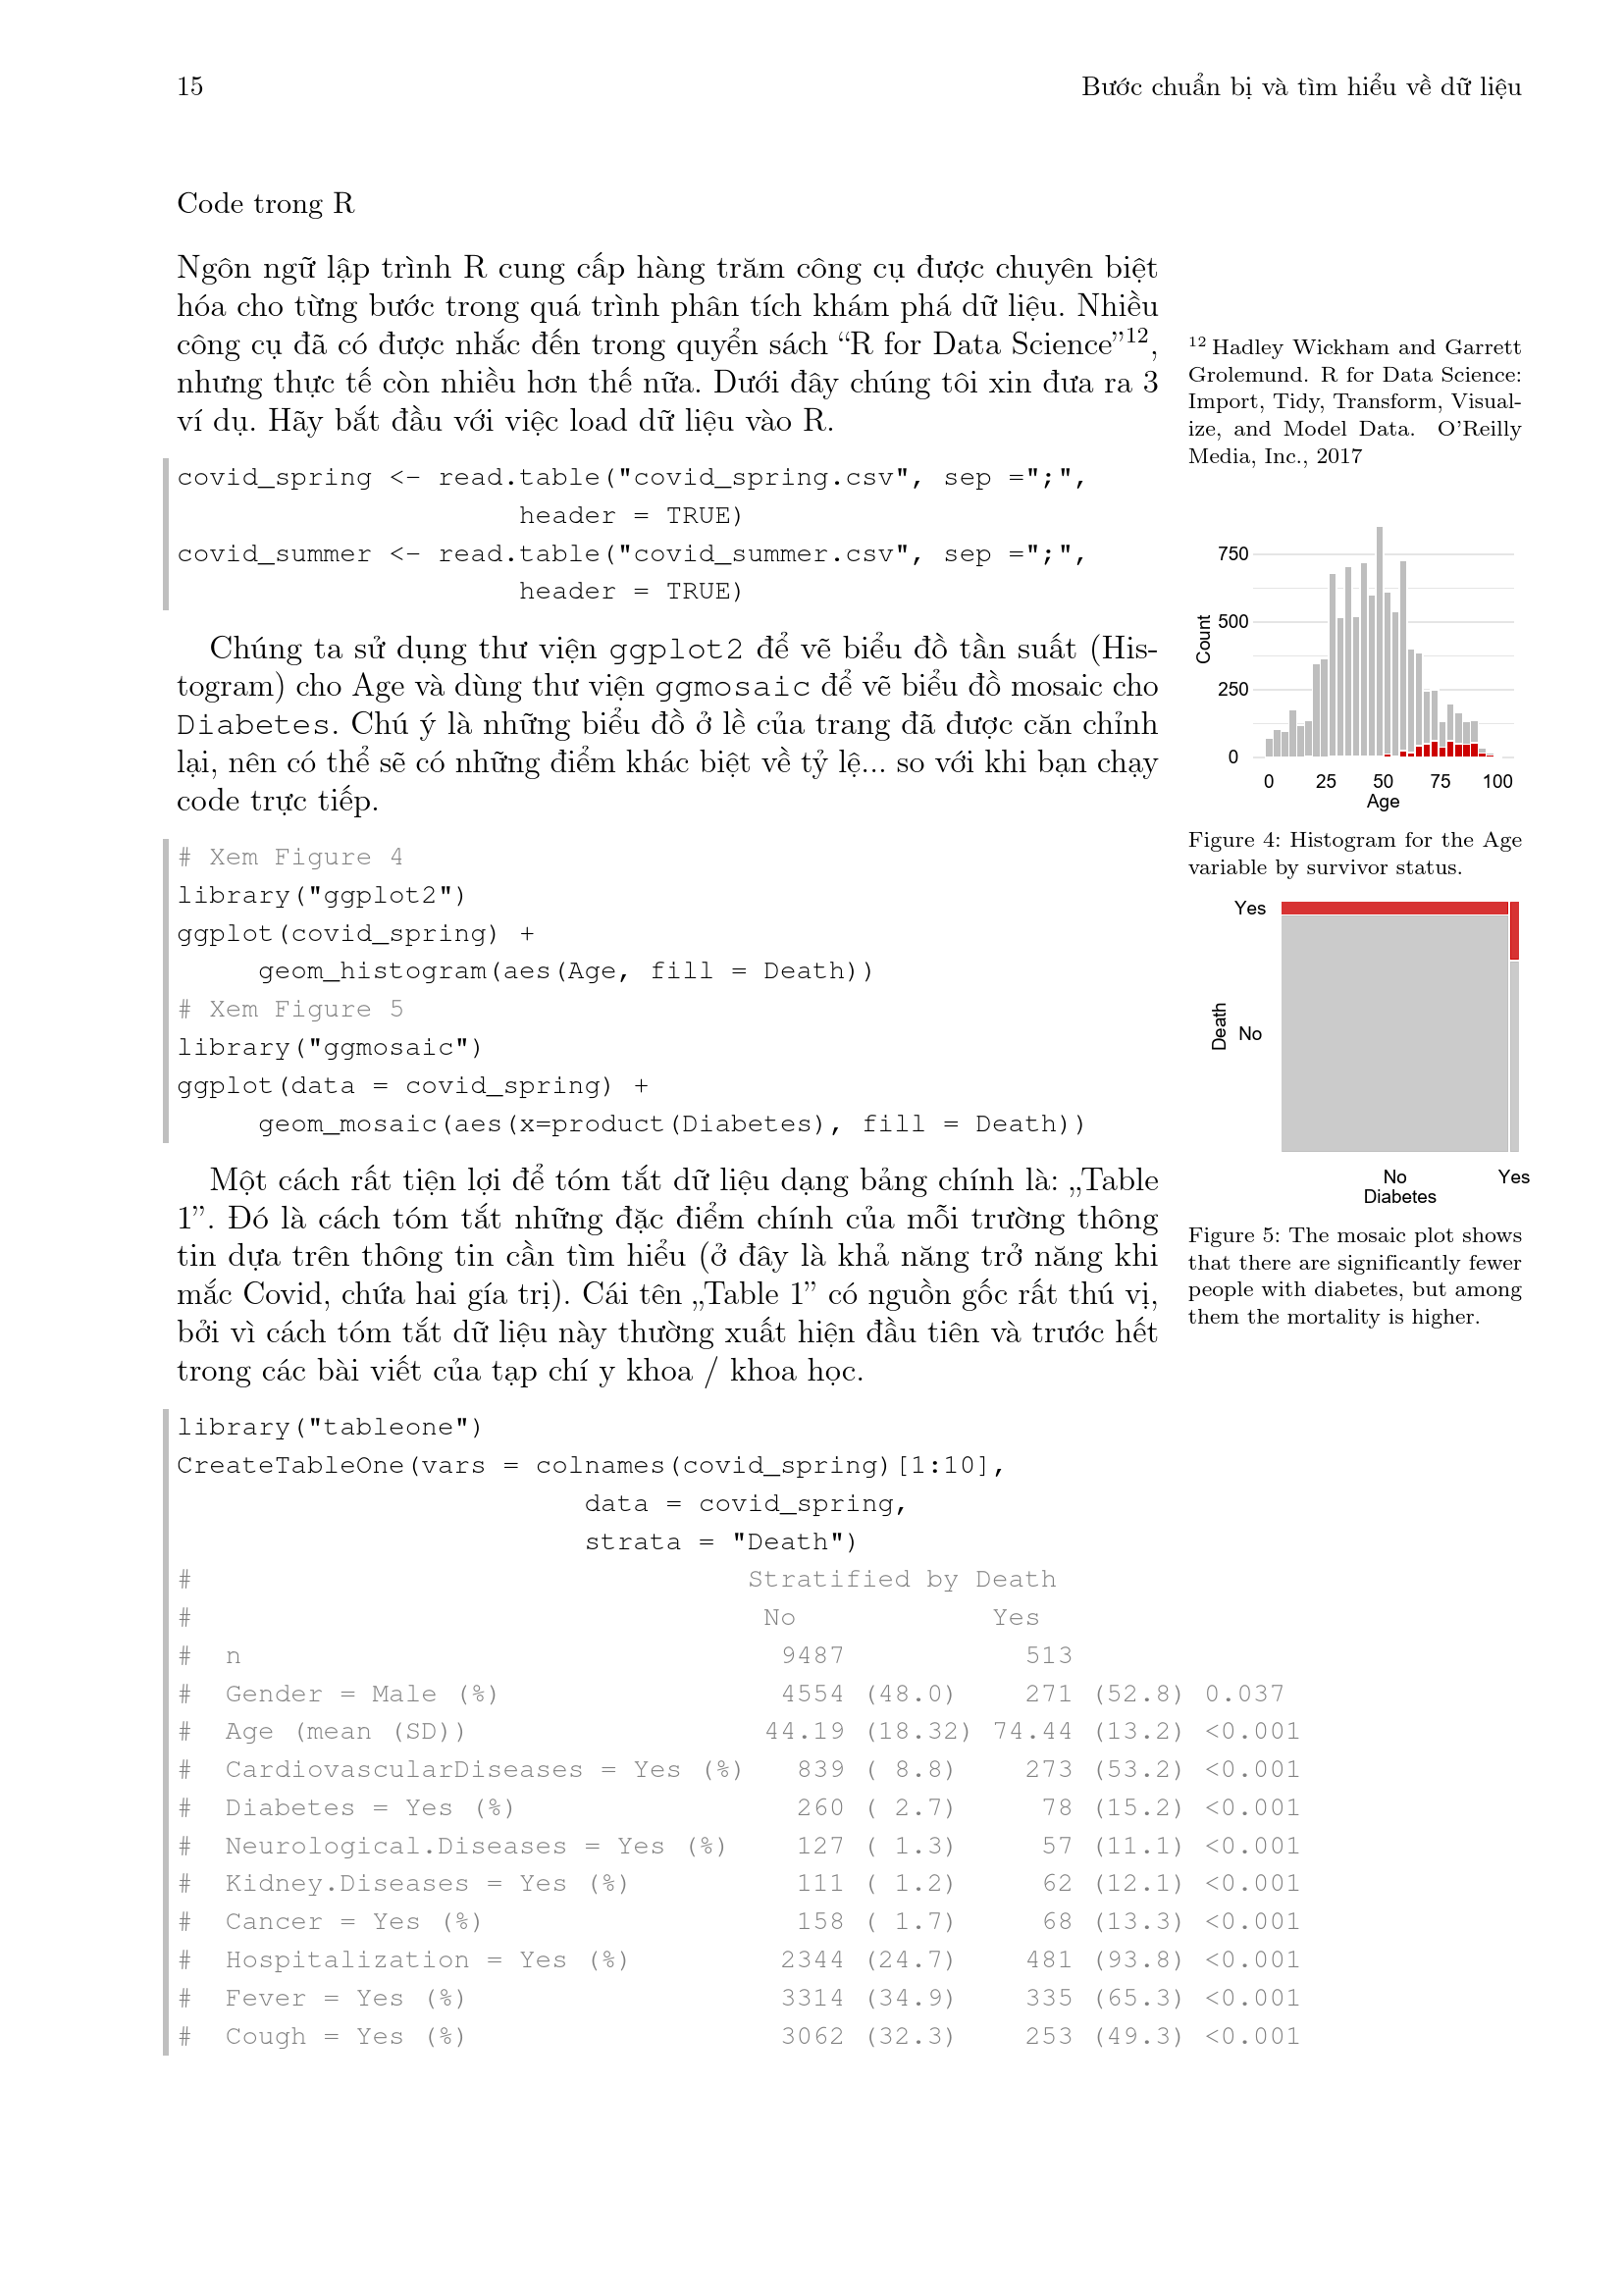 15
Bước chuẩn bị và tìm hiểu về dữ liệu
Code trong R
Ngôn ngữ lập trình R cung cấp hàng trăm công cụ được chuyên biệt
hóa cho từng bước trong quá trình phân tích khám phá dữ liệu. Nhiều
công cụ đã có được nhắc đến trong quyển sách “R for Data Science”12,
nhưng thực tế còn nhiều hơn thế nữa. Dưới đây chúng tôi xin đưa ra 3
ví dụ. Hãy bắt đầu với việc load dữ liệu vào R.
covid_spring <- read.table("covid_spring.csv", sep =";",
header = TRUE)
covid_summer <- read.table("covid_summer.csv", sep =";",
header = TRUE)
Chúng ta sử dụng thư viện ggplot2 để vẽ biểu đồ tần suất (His-
togram) cho Age và dùng thư viện ggmosaic để vẽ biểu đồ mosaic cho
Diabetes. Chú ý là những biểu đồ ở lề của trang đã được căn chỉnh
lại, nên có thể sẽ có những điểm khác biệt về tỷ lệ... so với khi bạn chạy
code trực tiếp.
# Xem Figure 4
library("ggplot2")
ggplot(covid_spring) +
geom_histogram(aes(Age, fill = Death))
# Xem Figure 5
library("ggmosaic")
ggplot(data = covid_spring) +
geom_mosaic(aes(x=product(Diabetes), fill = Death))
Một cách rất tiện lợi để tóm tắt dữ liệu dạng bảng chính là: „Table
1”. Đó là cách tóm tắt những đặc điểm chính của mỗi trường thông
tin dựa trên thông tin cần tìm hiểu (ở đây là khả năng trở năng khi
mắc Covid, chứa hai gía trị). Cái tên „Table 1” có nguồn gốc rất thú vị,
bởi vì cách tóm tắt dữ liệu này thường xuất hiện đầu tiên và trước hết
trong các bài viết của tạp chí y khoa / khoa học.
library("tableone")
CreateTableOne(vars = colnames(covid_spring)[1:10],
data = covid_spring,
strata = "Death")
# Stratified by Death
# No Yes
# n 9487 513
# Gender = Male (%) 4554 (48.0) 271 (52.8) 0.037
# Age (mean (SD)) 44.19 (18.32) 74.44 (13.2) <0.001
# CardiovascularDiseases = Yes (%) 839 ( 8.8) 273 (53.2) <0.001
# Diabetes = Yes (%) 260 ( 2.7) 78 (15.2) <0.001
# Neurological.Diseases = Yes (%) 127 ( 1.3) 57 (11.1) <0.001
# Kidney.Diseases = Yes (%) 111 ( 1.2) 62 (12.1) <0.001
# Cancer = Yes (%) 158 ( 1.7) 68 (13.3) <0.001
# Hospitalization = Yes (%) 2344 (24.7) 481 (93.8) <0.001
# Fever = Yes (%) 3314 (34.9) 335 (65.3) <0.001
# Cough = Yes (%) 3062 (32.3) 253 (49.3) <0.001
12 Hadley Wickham and Garrett
Grolemund. R for Data Science:
Import, Tidy, Transform, Visual-
ize, and Model Data. O’Reilly
Media, Inc., 2017
750
500
250
0
Count
0 25 50 75 100
Age
Figure 4: Histogram for the Age
variable by survivor status.
Yes
No
Death
No Yes
Diabetes
Figure 5: The mosaic plot shows
that there are significantly fewer
people with diabetes, but among
them the mortality is higher.